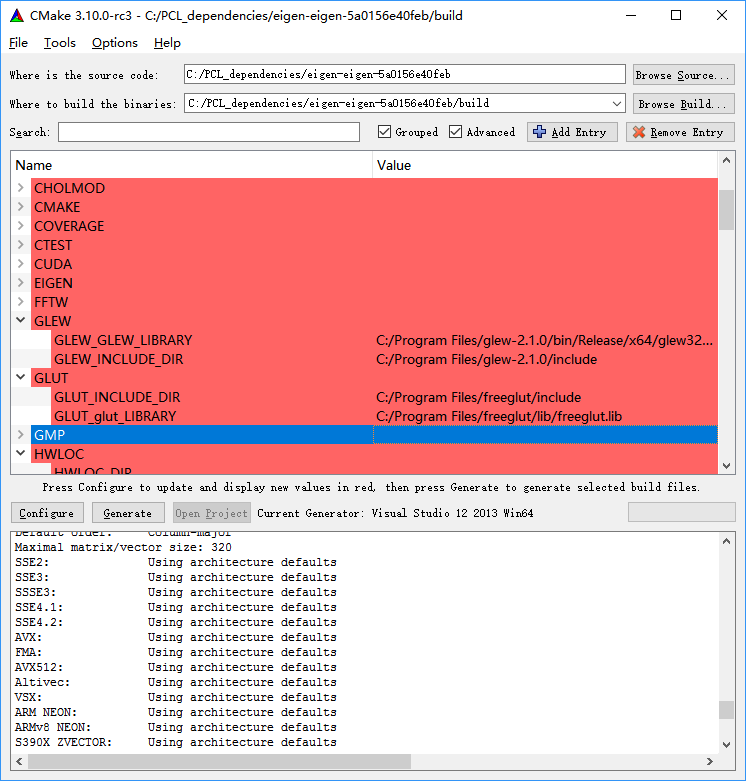 CMake 3.10.0-rc3 - C:/PCL_dependencies/eigen-eigen-5a0156e40feb/build
File Tools Options Help
Where is the source code: C:/PCL_dependencies/eigen-eigen-5a0156e40feb Browse Source...
Where to build the binaries: C:/PCL_dependencies/eigen-eigen-5a0156e40feb/build Browse Build...
Search: Grouped Advanced Add Entry Remove Entry
Name Value
CHOLMOD
CMAKE
COVERAGE
CTEST
CUDA
EIGEN
FFTW
GLEW
GLEW_GLEW_LIBRARY C:/Program Files/glew-2.1.0/bin/Release/x64/glew32...
GLEW_INCLUDE_DIR C:/Program Files/glew-2.1.0/include
GLUT
GLUT_INCLUDE_DIR C:/Program Files/freeglut/include
GLUT_glut_LIBRARY C:/Program Files/freeglut/lib/freeglut.lib
GMP
HWLOC
HWLOC_DIR
Press Configure to update and display new values in red, then press Generate to generate selected build files.
Configure Generate Open Project Current Generator: Visual Studio 12 2013 Win64
Default order: Column-major
Maximal matrix/vector size: 320
SSE2: Using architecture defaults
SSE3: Using architecture defaults
SSSE3: Using architecture defaults
SSE4.1: Using architecture defaults
SSE4.2: Using architecture defaults
AVX: Using architecture defaults
FMA: Using architecture defaults
AVX512: Using architecture defaults
Altivec: Using architecture defaults
VSX: Using architecture defaults
ARM NEON: Using architecture defaults
ARMv8 NEON: Using architecture defaults
S390X ZVECTOR: Using architecture defaults